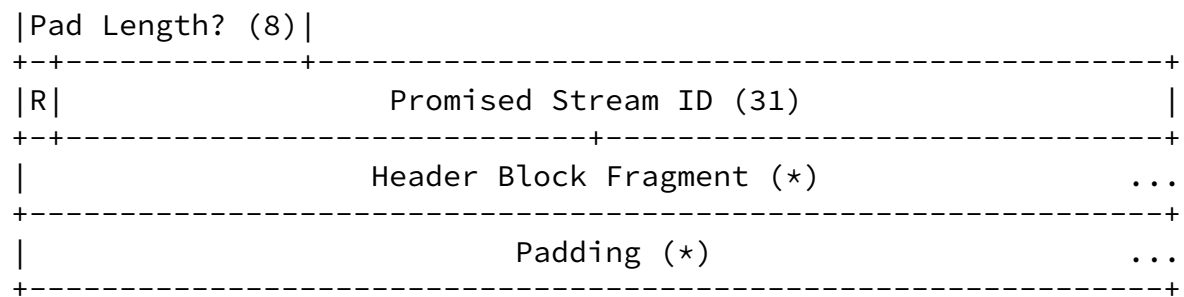 |Pad Length? (8)|
+-+-------------+-----------------------------------------------+
|R|                  Promised Stream ID (31)                    |
+-+-----------------------------+-------------------------------+
|                   Header Block Fragment (*)                 ...
+---------------------------------------------------------------+
|                           Padding (*)                       ...
+---------------------------------------------------------------+